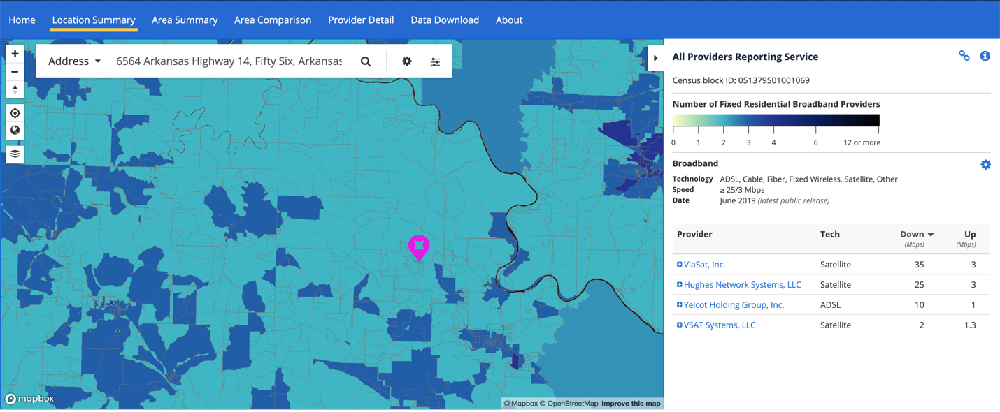 Home Location Summary Area Summary Area Comparison Provider Detail Data Download About
Address 6564 Arkansas Highway 14, Fifty Six, Arkansas
All Providers Reporting Service
Census block ID: 051379501001069
Number of Fixed Residential Broadband Providers
0 1 2 3 4 6 12 or more
Broadband
Technology ADSL, Cable, Fiber, Fixed Wireless, Satellite, Other
Speed ≥ 25/3 Mbps
Date June 2019 (latest public release)
Provider Tech Down Up
(Mbps) (Mbps)
ViaSat, Inc. Satellite 35 3
Hughes Network Systems, LLC Satellite 25 3
Yelcot Holding Group, Inc. ADSL 10 1
VSAT Systems, LLC Satellite 2 1.3
mapbox
© Mapbox © OpenStreetMap Improve this map